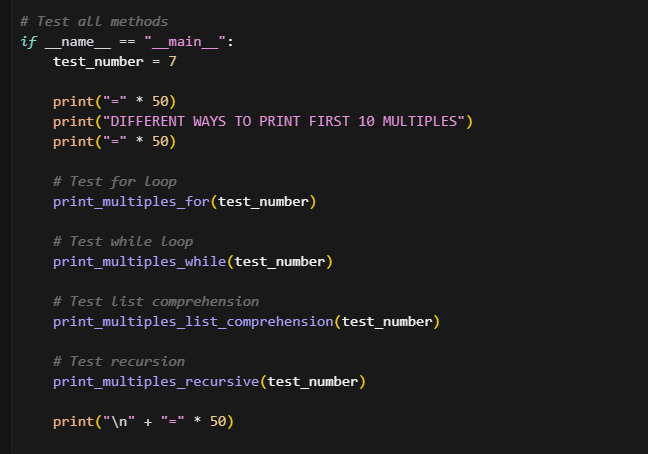 # Test all methods
if __name__ == "__main__":
    test_number = 7

    print("=" * 50)
    print("DIFFERENT WAYS TO PRINT FIRST 10 MULTIPLES")
    print("=" * 50)

    # Test for loop
    print_multiples_for(test_number)

    # Test while loop
    print_multiples_while(test_number)

    # Test list comprehension
    print_multiples_list_comprehension(test_number)

    # Test recursion
    print_multiples_recursive(test_number)

    print("\n" + "=" * 50)